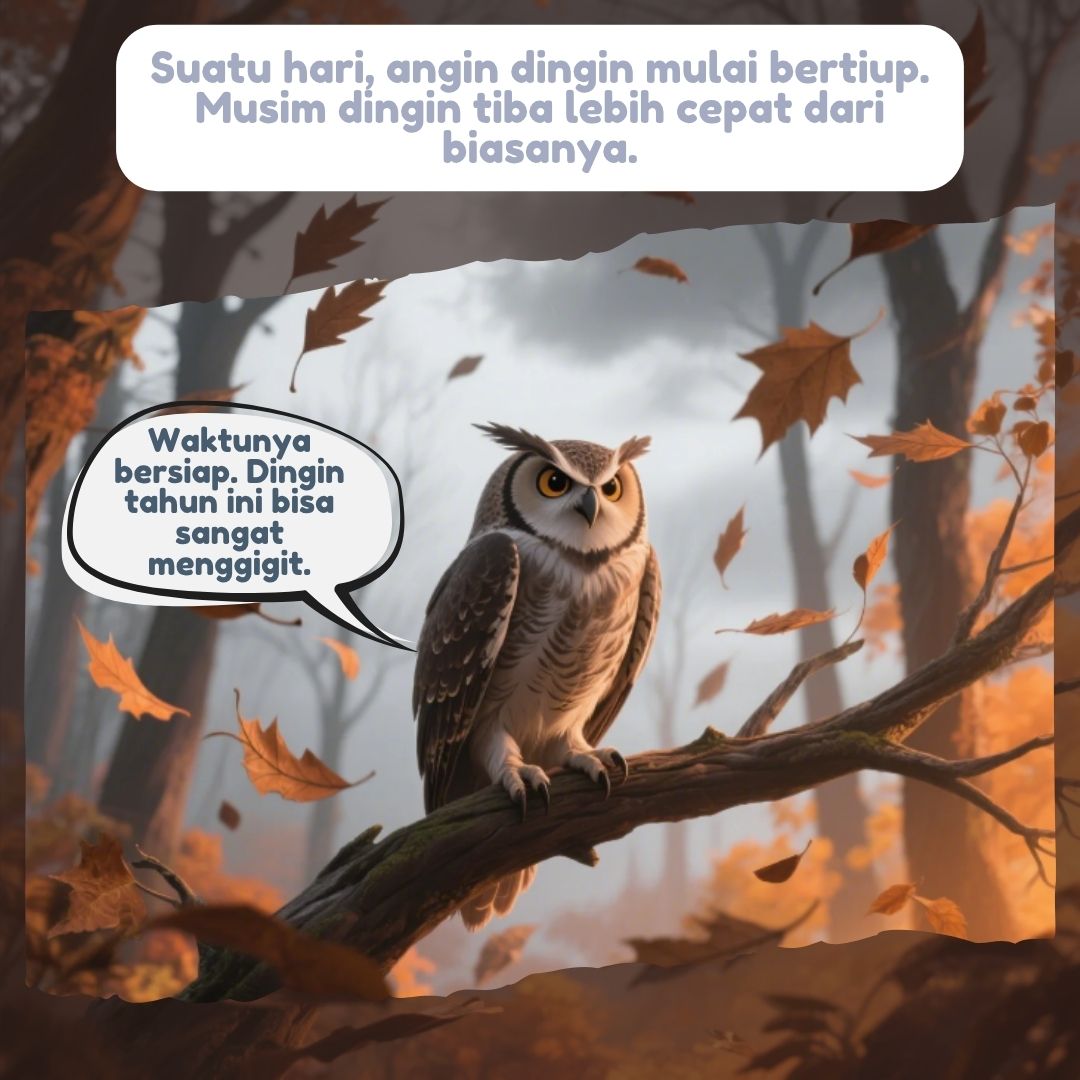 Suatu hari, angin dingin mulai bertiup.
Musim dingin tiba lebih cepat dari
biasanya.
Waktunya
bersiap. Dingin
tahun ini bisa
sangat
menggigit.